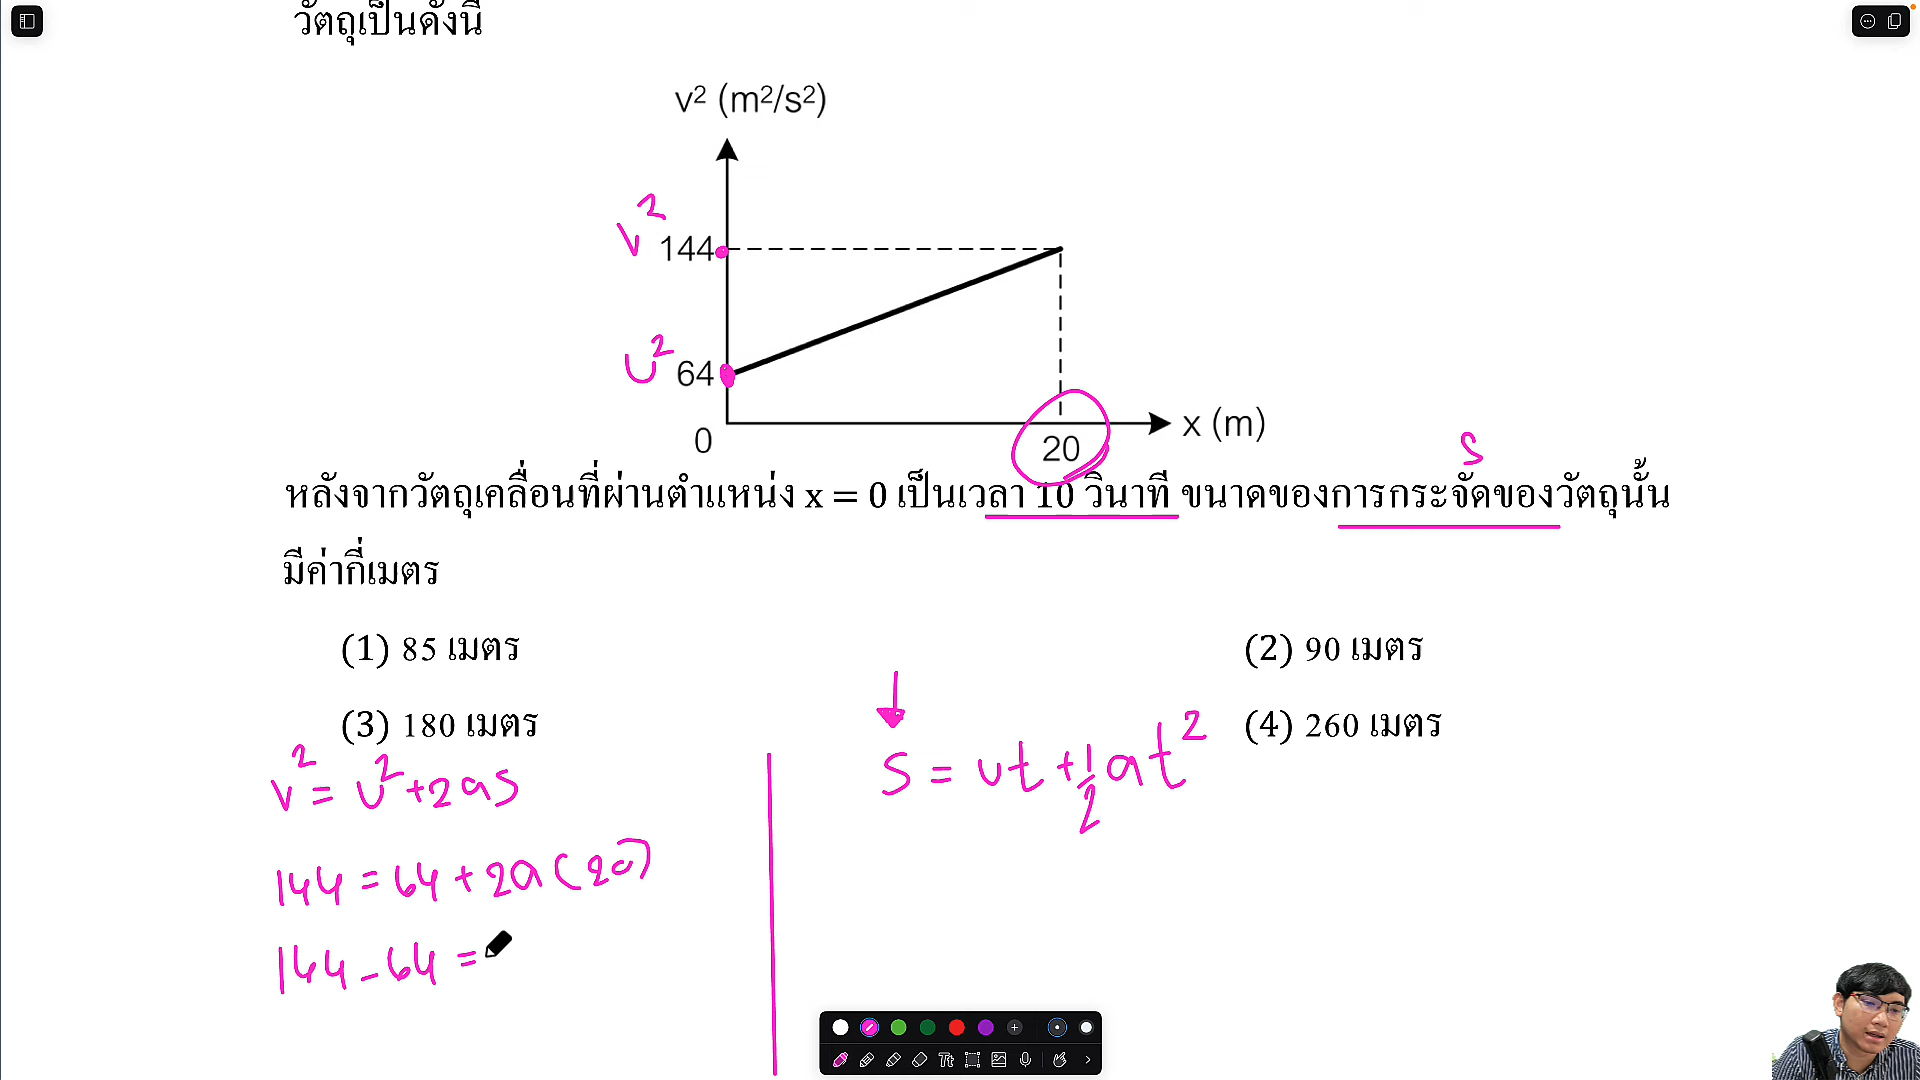 วัตถุเป็นดังนี้
v² (m²/s²)
v² 144
u² 64
0
20
x (m)
s
หลังจากวัตถุเคลื่อนที่ผ่านตำแหน่ง x = 0 เป็นเวลา 10 วินาที ขนาดของการกระจัดของวัตถุนั้น
มีค่ากี่เมตร
(1) 85 เมตร
(2) 90 เมตร
(3) 180 เมตร
(4) 260 เมตร
v² = u² + 2as
s = ut + 1/2 at²
144 = 64 + 2a(20)
144 - 64 =
Tt